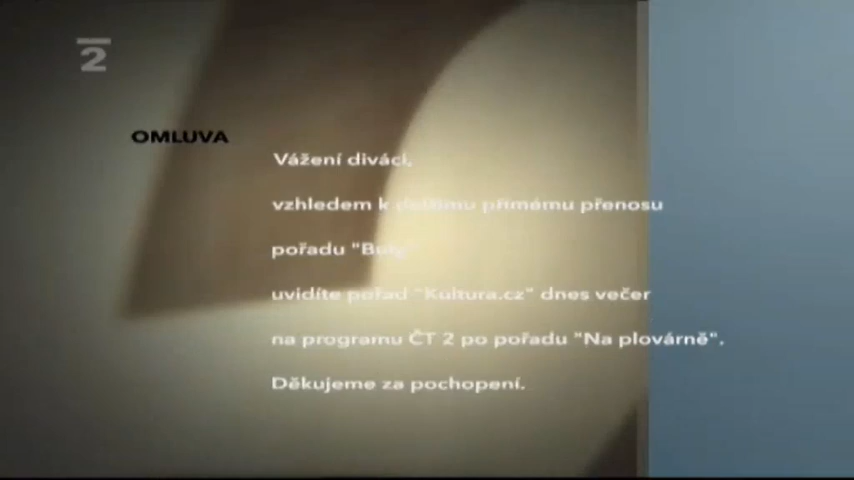 2
OMLUVA
Vážení diváci,
vzhledem k přímému přenosu
pořadu
uvidíte pořad "Kultura.cz" dnes večer
na programu ČT 2 po pořadu "Na plovárně".
Děkujeme za pochopení.